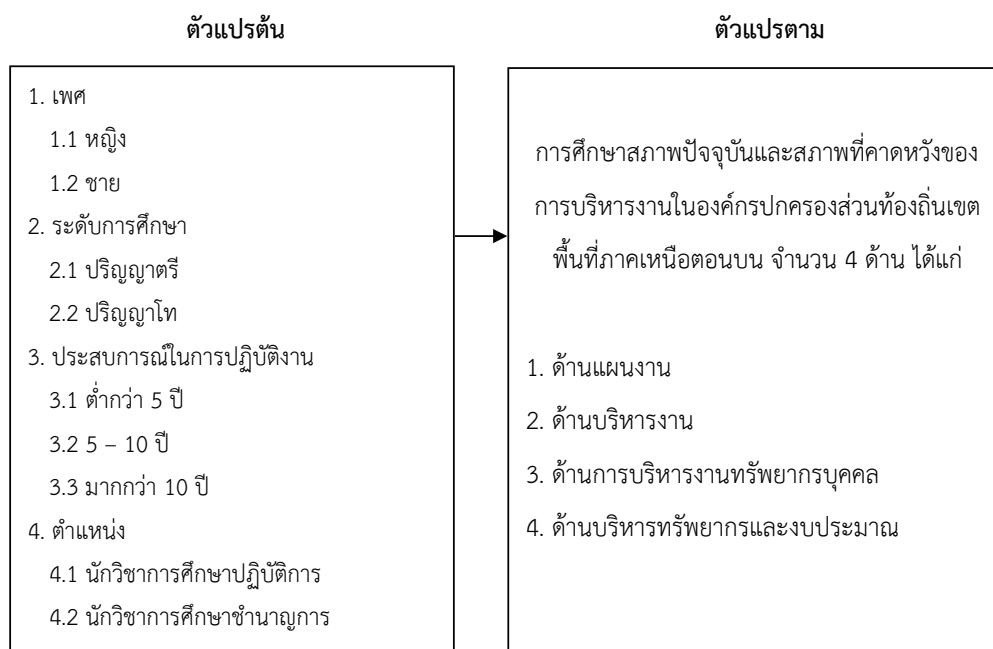 ตัวแปรต้น
ตัวแปรตาม
1. เพศ
1.1 หญิง
1.2 ชาย
2. ระดับการศึกษา
2.1 ปริญญาตรี
2.2 ปริญญาโท
3. ประสบการณ์ในการปฏิบัติงาน
3.1 ต่ำกว่า 5 ปี
3.2 5 – 10 ปี
3.3 มากกว่า 10 ปี
4. ตำแหน่ง
4.1 นักวิชาการศึกษาปฏิบัติการ
4.2 นักวิชาการศึกษาชำนาญการ
การศึกษาสภาพปัจจุบันและสภาพที่คาดหวังของ
การบริหารงานในองค์กรปกครองส่วนท้องถิ่นเขต
พื้นที่ภาคเหนือตอนบน จำนวน 4 ด้าน ได้แก่
1. ด้านแผนงาน
2. ด้านบริหารงาน
3. ด้านการบริหารงานทรัพยากรบุคคล
4. ด้านบริหารทรัพยากรและงบประมาณ